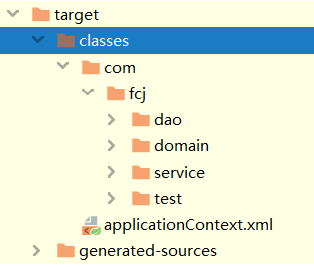 target
classes
com
fcj
dao
domain
service
test
applicationContext.xml
generated-sources